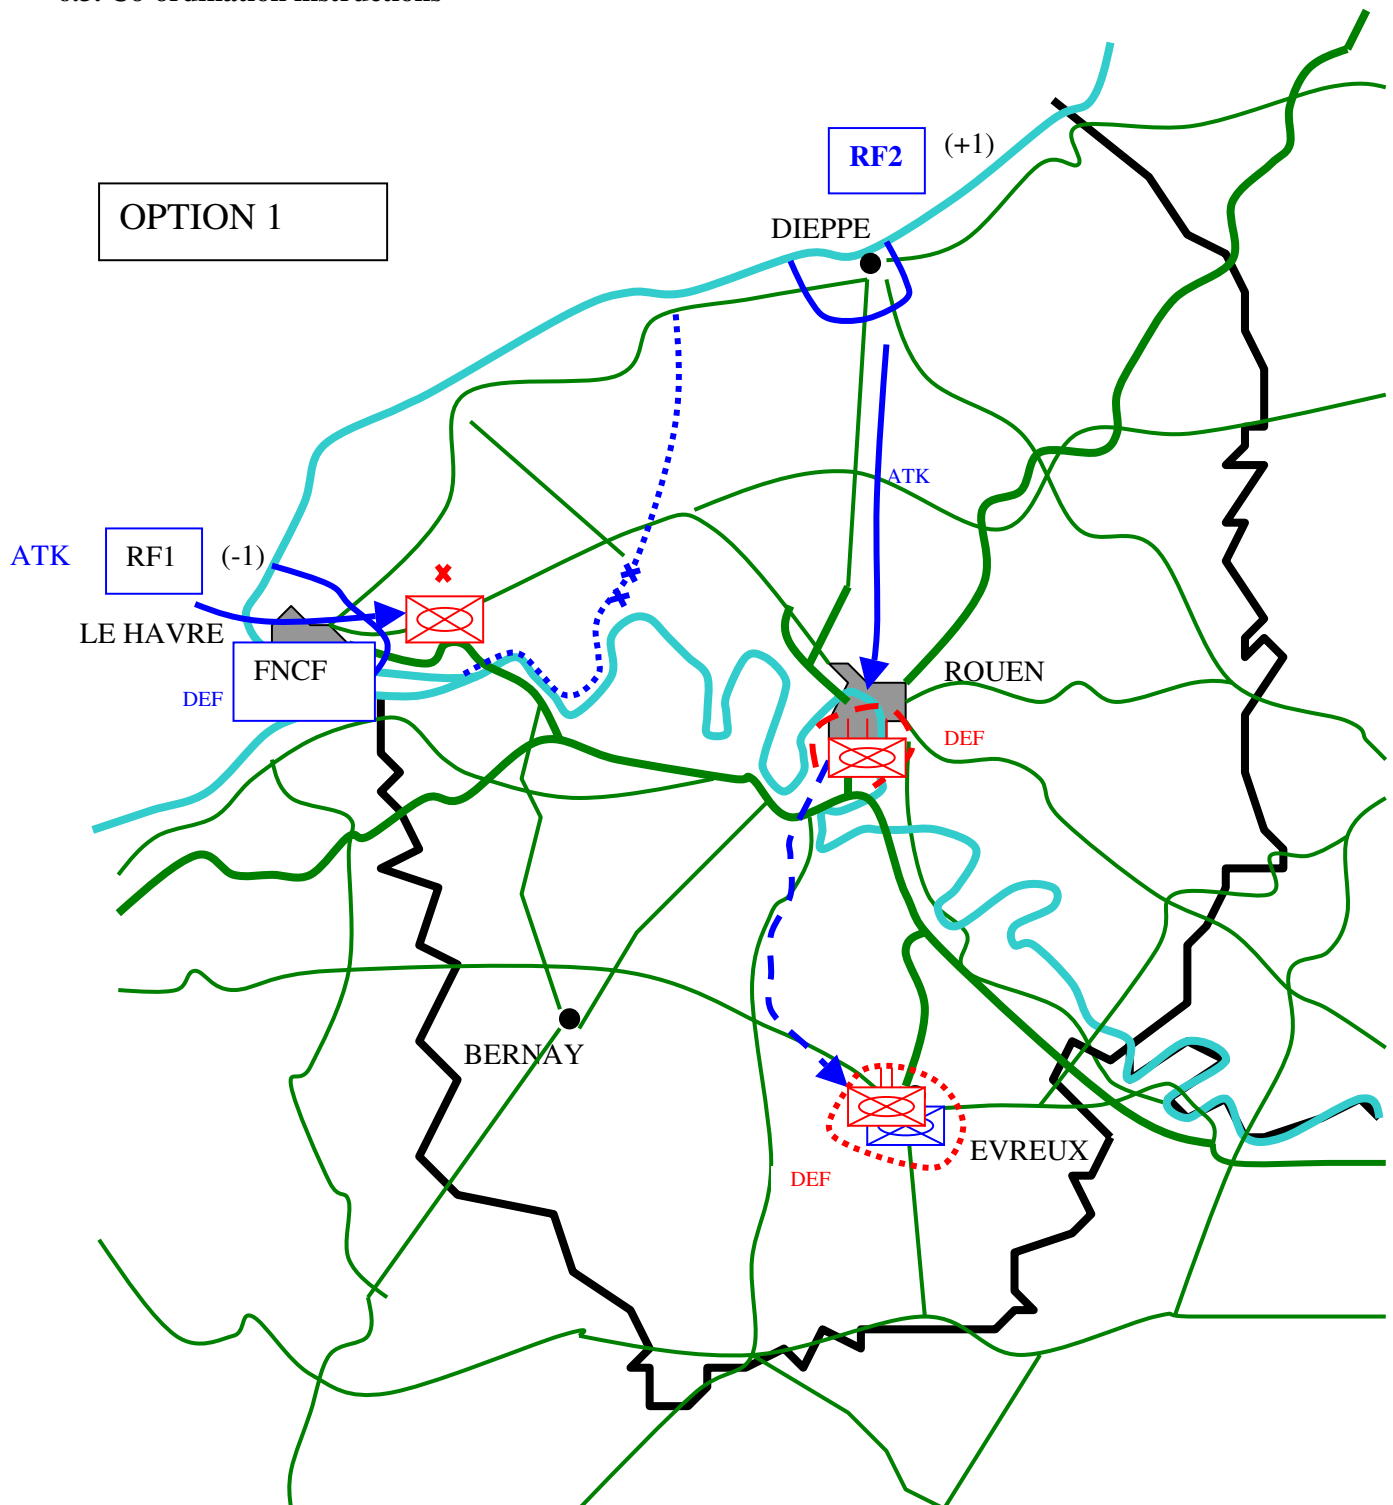 RF2
(+1)
OPTION 1
DIEPPE
ATK
ATK
RF1
(-1)
LE HAVRE
FNCF
DEF
ROUEN
DEF
BERNAY
EVREUX
DEF